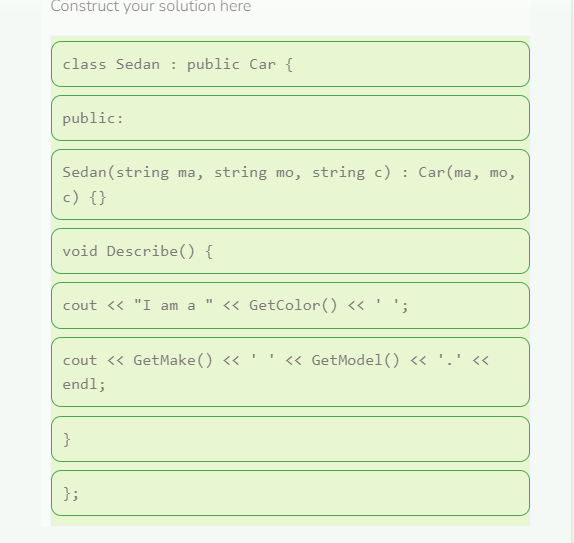 Construct your solution here
class Sedan : public Car {
public:
Sedan(string ma, string mo, string c) : Car(ma, mo,
c) {}
void Describe() {
cout << "I am a " << GetColor() << ' ';
cout << GetMake() << ' ' << GetModel() << '.' <<
endl;
}
};